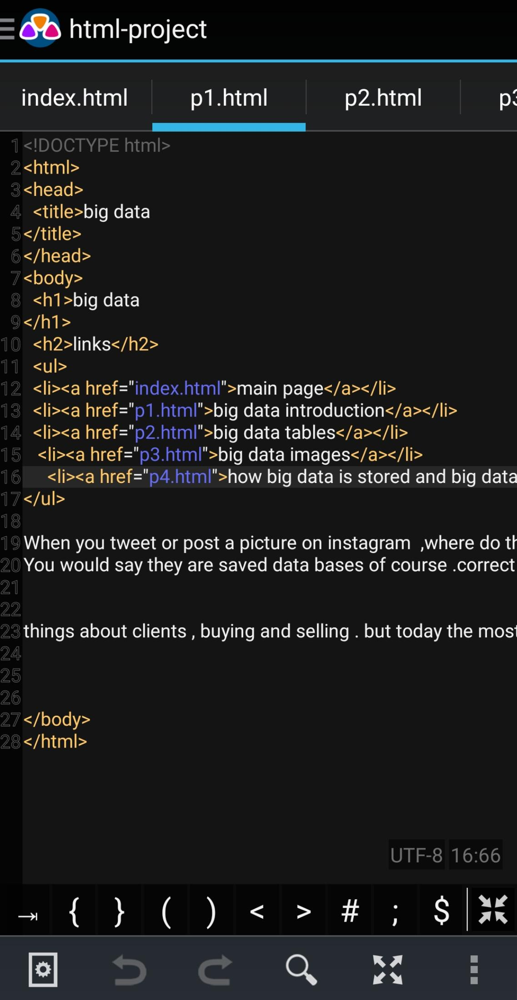 html-project
index.html p1.html p2.html
1 <!DOCTYPE html>
2 <html>
3 <head>
4 <title>big data
5 </title>
6 </head>
7 <body>
8 <h1>big data
9 </h1>
10 <h2>links</h2>
11 <ul>
12 <li><a href="index.html">main page</a></li>
13 <li><a href="p1.html">big data introduction</a></li>
14 <li><a href="p2.html">big data tables</a></li>
15 <li><a href="p3.html">big data images</a></li>
16 <li><a href="p4.html">how big data is stored and big data
17 </ul>
18
19 When you tweet or post a picture on instagram  ,where do
20 You would say they are saved data bases of course .correct
21
22
23 things about clients , buying and selling . but today the most
24
25
26
27 </body>
28 </html>
UTF-8 16:66
{ } ( ) < > # ; $